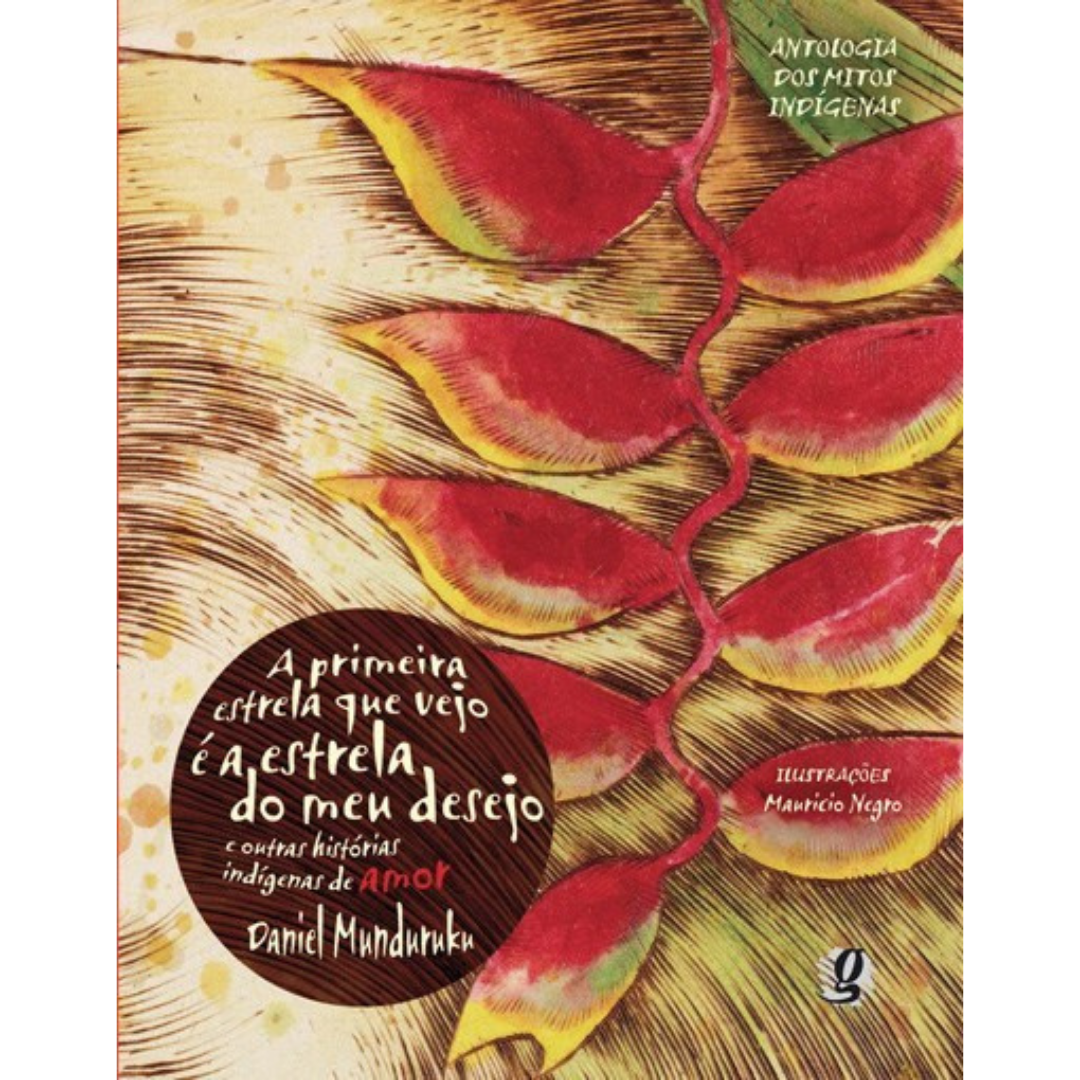 ANTOLOGIA
DOS MITOS
INDÍGENAS
A primeira
estrela que vejo
é a estrela
do meu desejo
e outras histórias
indígenas de amor
Daniel Munduruku
ILUSTRAÇÕES
Mauricio Negro
g